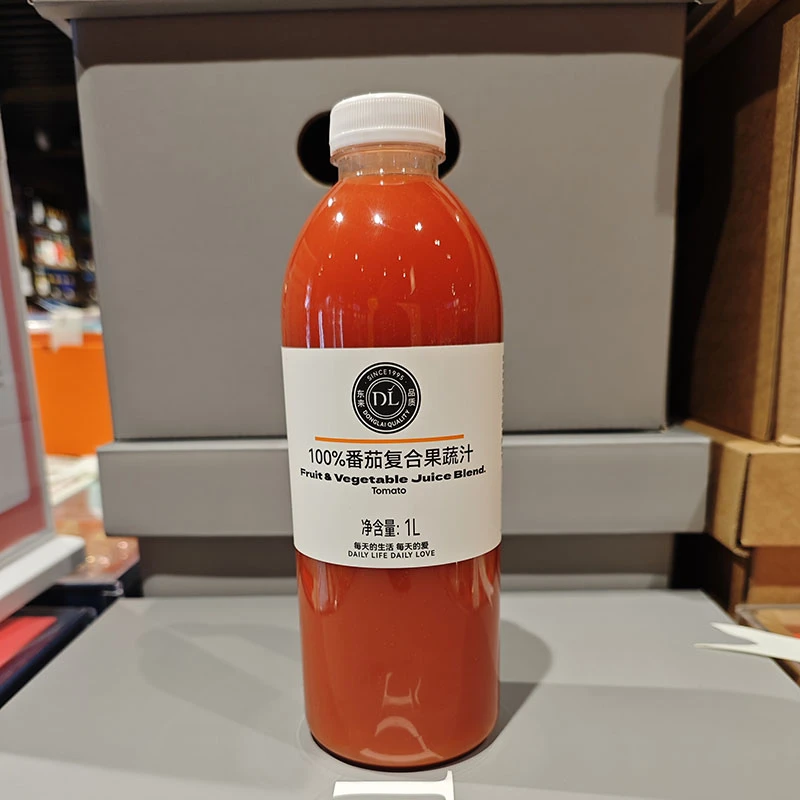 SINCE1995
东来 DL 品质
DONGLAI QUALITY
100%番茄复合果蔬汁
Fruit & Vegetable Juice Blend.
Tomato
净含量: 1L
每天的生活 每天的爱
DAILY LIFE DAILY LOVE